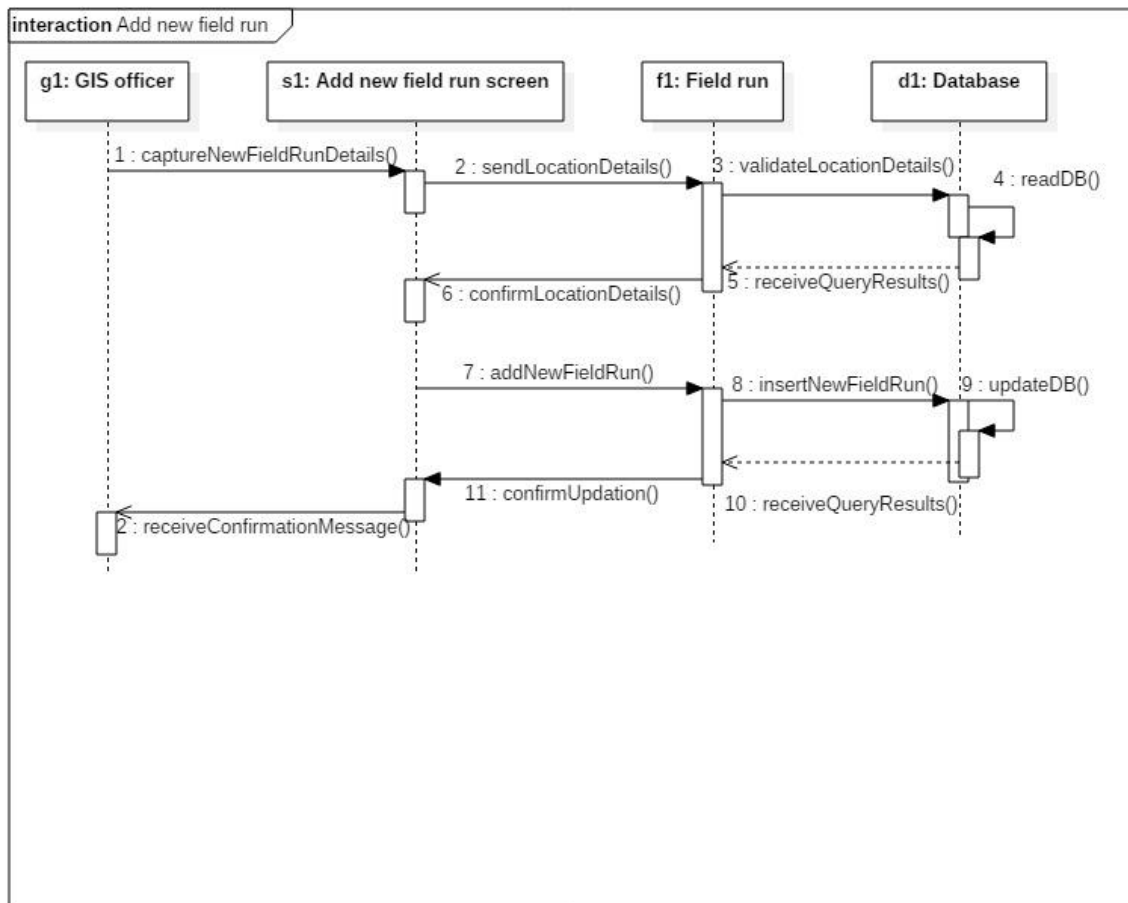 interaction Add new field run
g1: GIS officer
s1: Add new field run screen
f1: Field run
d1: Database
1 : captureNewFieldRunDetails()
2 : sendLocationDetails()
3 : validateLocationDetails()
4 : readDB()
5 : receiveQueryResults()
6 : confirmLocationDetails()
7 : addNewFieldRun()
8 : insertNewFieldRun()
9 : updateDB()
10 : receiveQueryResults()
11 : confirmUpdation()
2 : receiveConfirmationMessage()